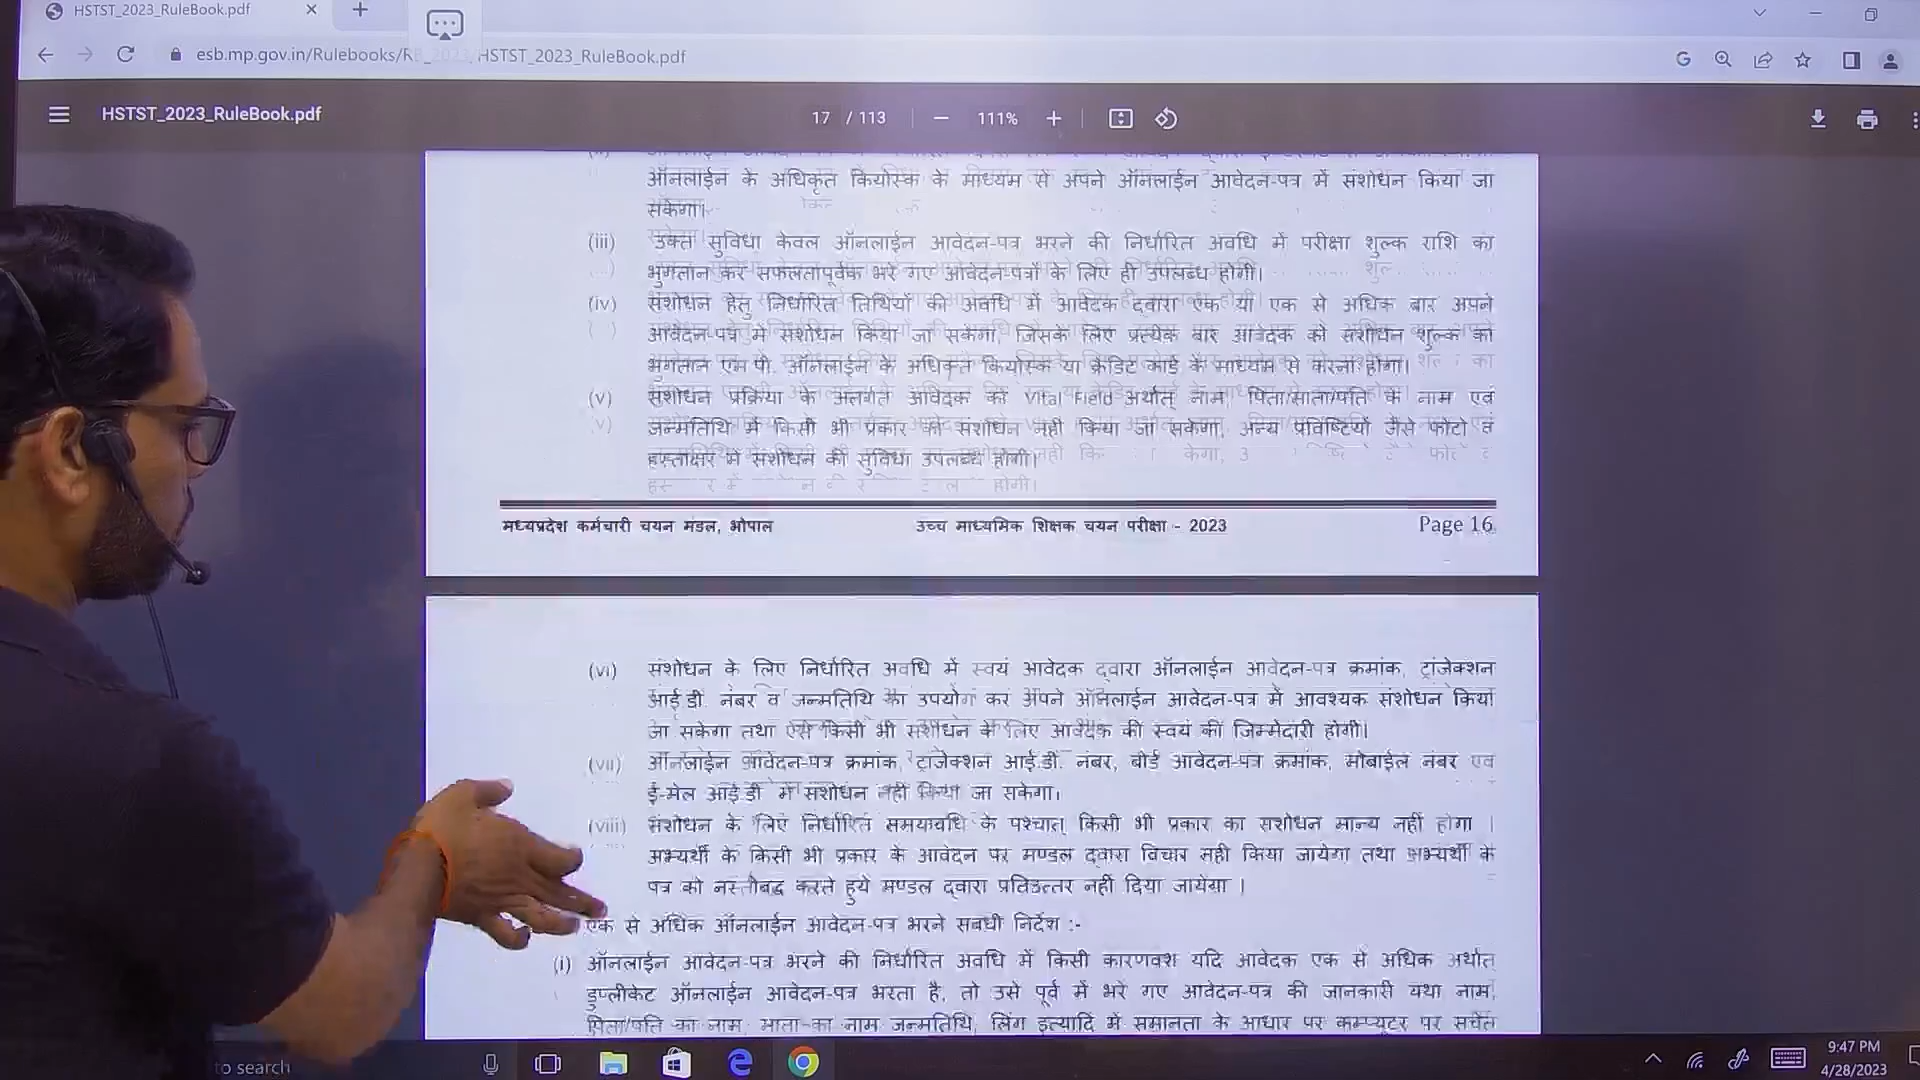 HSTST_2023_RuleBook.pdf
esb.mp.gov.in/Rulebooks/RB_2023/HSTST_2023_RuleBook.pdf
HSTST_2023_RuleBook.pdf
17 / 113
111%
ऑनलाईन के अधिकृत कियोस्क के माध्यम से अपने ऑनलाईन आवेदन-पत्र में संशोधन किया जा
सकेगा।
(iii) उक्त सुविधा केवल ऑनलाईन आवेदन-पत्र भरने की निर्धारित अवधि में परीक्षा शुल्क राशि का
भुगतान कर सफलतापूर्वक भरे गए आवेदन-पत्रों के लिए ही उपलब्ध होगी।
(iv) संशोधन हेतु निर्धारित तिथियों की अवधि में आवेदक द्वारा एक या एक से अधिक बार अपने
आवेदन-पत्र में संशोधन किया जा सकेगा, जिसके लिए प्रत्येक बार आवेदक को संशोधन शुल्क का
भुगतान एम.पी. ऑनलाईन के अधिकृत कियोस्क या क्रेडिट कार्ड के माध्यम से करना होगा।
(v) संशोधन प्रक्रिया के अंतर्गत आवेदक को Vital Field अर्थात् नाम, पिता/माता/पति के नाम एवं
जन्मतिथि में किसी भी प्रकार का संशोधन नही किया जा सकेगा, अन्य प्रविष्टियों जैसे फोटो व
हस्ताक्षर में संशोधन की सुविधा उपलब्ध होगी।
मध्यप्रदेश कर्मचारी चयन मंडल, भोपाल
उच्च माध्यमिक शिक्षक चयन परीक्षा - 2023
Page 16
(vi) संशोधन के लिए निर्धारित अवधि में स्वयं आवेदक द्वारा ऑनलाईन आवेदन-पत्र क्रमांक, ट्रांजेक्शन
आई.डी. नंबर व जन्मतिथि का उपयोग कर अपने ऑनलाईन आवेदन-पत्र में आवश्यक संशोधन किया
जा सकेगा तथा ऐसे किसी भी संशोधन के लिए आवेदक की स्वयं की जिम्मेदारी होगी।
(vii) ऑनलाईन आवेदन-पत्र क्रमांक, ट्रांजेक्शन आई.डी. नंबर, बोर्ड आवेदन-पत्र क्रमांक, मोबाईल नंबर एवं
ई-मेल आई.डी में संशोधन नही किया जा सकेगा।
(viii) संशोधन के लिए निर्धारित समयावधि के पश्चात् किसी भी प्रकार का संशोधन मान्य नहीं होगा ।
अभ्यर्थी के किसी भी प्रकार के आवेदन पर मण्डल द्वारा विचार नही किया जायेगा तथा अभ्यर्थी के
पत्र को नस्तीबद्ध करते हुये मण्डल द्वारा प्रतिउत्तर नहीं दिया जायेगा ।
एक से अधिक ऑनलाईन आवेदन-पत्र भरने संबंधी निर्देश :-
(i) ऑनलाईन आवेदन-पत्र भरने की निर्धारित अवधि में किसी कारणवश यदि आवेदक एक से अधिक अर्थात्
डुप्लीकेट ऑनलाईन आवेदन-पत्र भरता है, तो उसे पूर्व में भरे गए आवेदन-पत्र की जानकारी यथा नाम,
पिता/पति का नाम, माता-का नाम, जन्मतिथि, लिंग इत्यादि में समानता के आधार पर कम्प्यूटर पर सचेत
to search
9:47 PM
4/28/2023